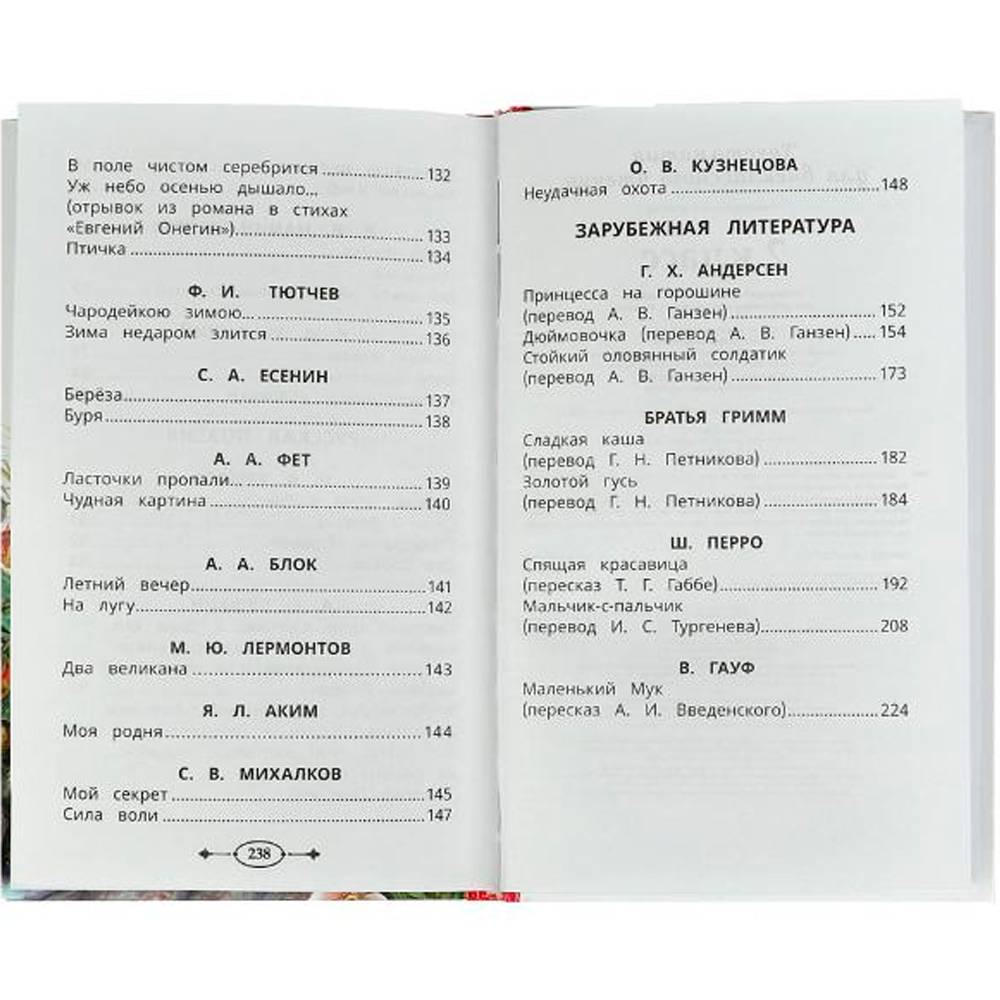 В поле чистом серебрится ........ 132
Уж небо осенью дышало...
(отрывок из романа в стихах
«Евгений Онегин») ........ 133
Птичка ........ 134
Ф. И. ТЮТЧЕВ
Чародейкою зимою... ........ 135
Зима недаром злится ........ 136
С. А. ЕСЕНИН
Берёза ........ 137
Буря ........ 138
А. А. ФЕТ
Ласточки пропали... ........ 139
Чудная картина ........ 140
А. А. БЛОК
Летний вечер ........ 141
На лугу ........ 142
М. Ю. ЛЕРМОНТОВ
Два великана ........ 143
Я. Л. АКИМ
Моя родня ........ 144
С. В. МИХАЛКОВ
Мой секрет ........ 145
Сила воли ........ 147
238
О. В. КУЗНЕЦОВА
Неудачная охота ........ 148
ЗАРУБЕЖНАЯ ЛИТЕРАТУРА
Г. Х. АНДЕРСЕН
Принцесса на горошине
(перевод А. В. Ганзен) ........ 152
Дюймовочка (перевод А. В. Ганзен) ..... 154
Стойкий оловянный солдатик
(перевод А. В. Ганзен) ........ 173
БРАТЬЯ ГРИММ
Сладкая каша
(перевод Г. Н. Петникова) ........ 182
Золотой гусь
(перевод Г. Н. Петникова) ........ 184
Ш. ПЕРРО
Спящая красавица
(пересказ Т. Г. Габбе) ........ 192
Мальчик-с-пальчик
(перевод И. С. Тургенева) ........ 208
В. ГАУФ
Маленький Мук
(пересказ А. И. Введенского) ........ 224